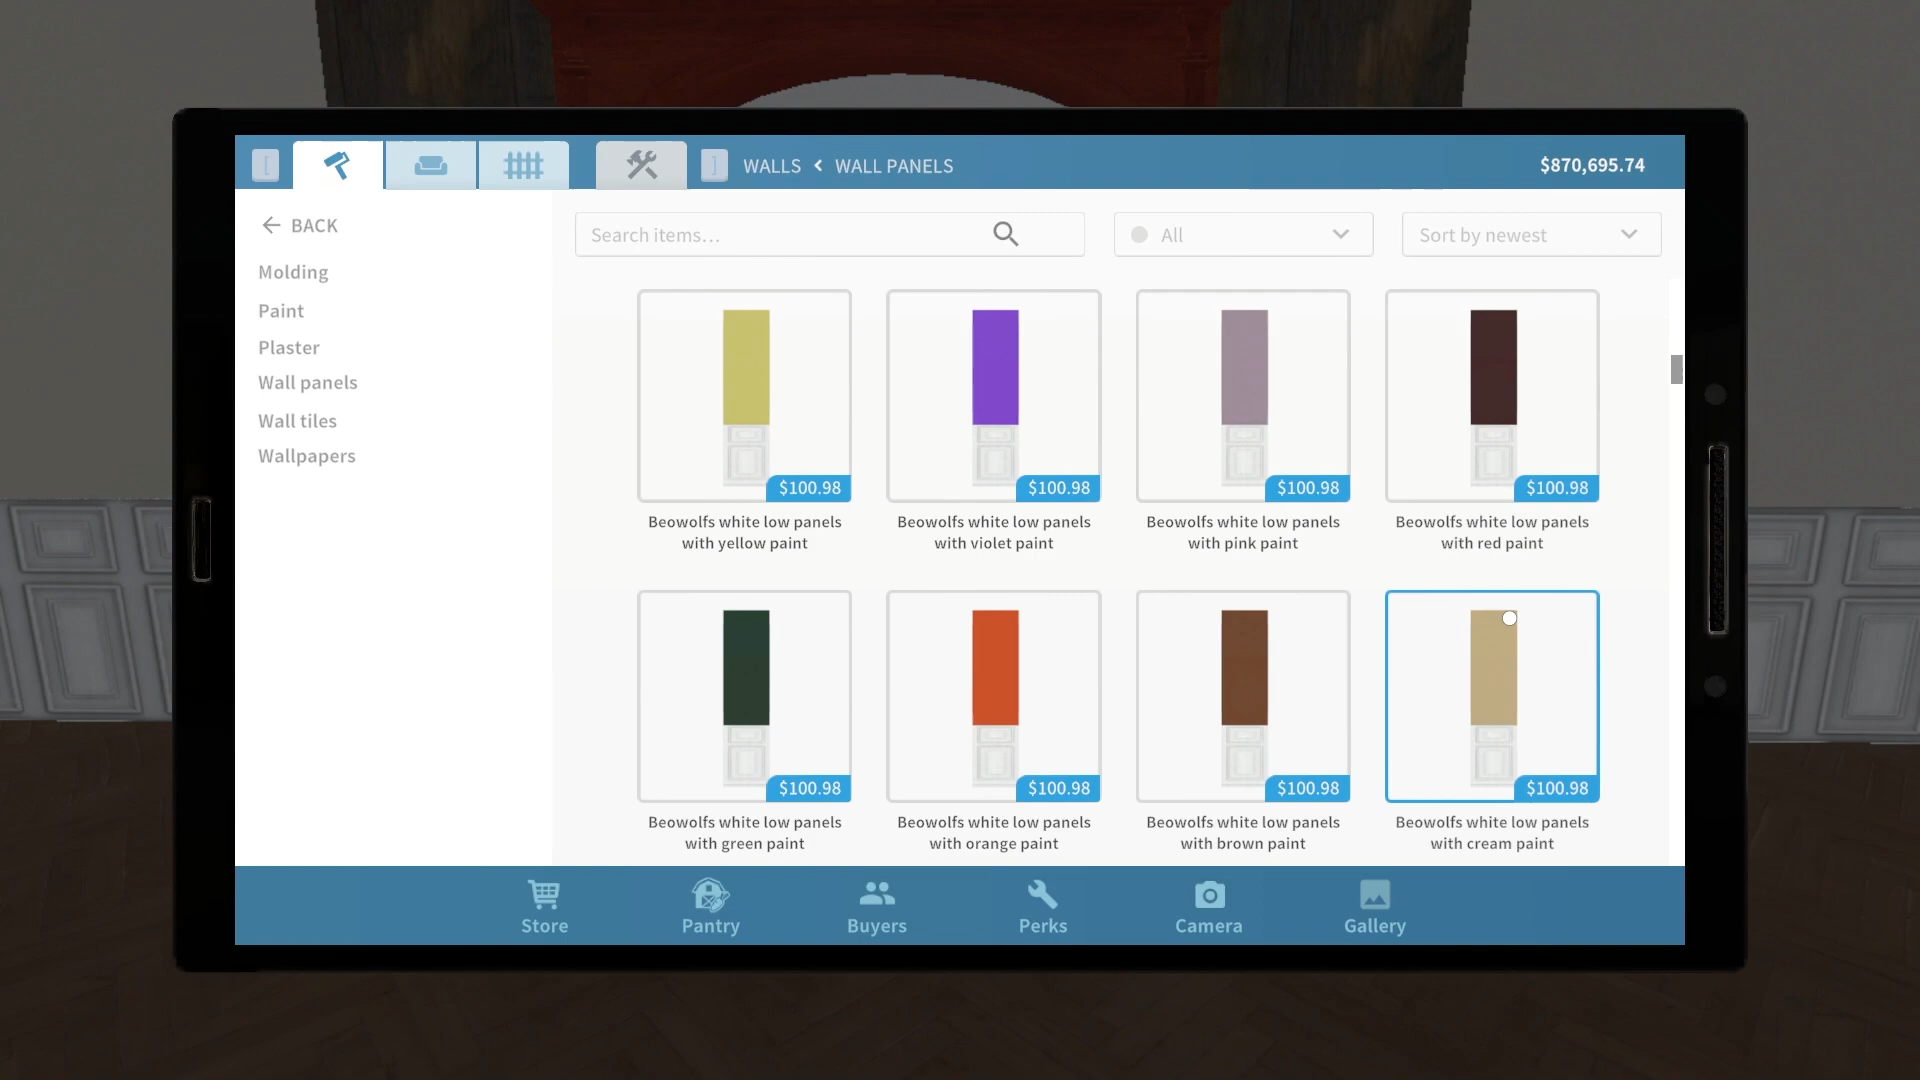 [
]
WALLS < WALL PANELS
$870,695.74
BACK
Molding
Paint
Plaster
Wall panels
Wall tiles
Wallpapers
Search items...
All
Sort by newest
$100.98
$100.98
$100.98
$100.98
Beowolfs white low panels
with yellow paint
Beowolfs white low panels
with violet paint
Beowolfs white low panels
with pink paint
Beowolfs white low panels
with red paint
$100.98
$100.98
$100.98
$100.98
Beowolfs white low panels
with green paint
Beowolfs white low panels
with orange paint
Beowolfs white low panels
with brown paint
Beowolfs white low panels
with cream paint
Store
Pantry
Buyers
Perks
Camera
Gallery